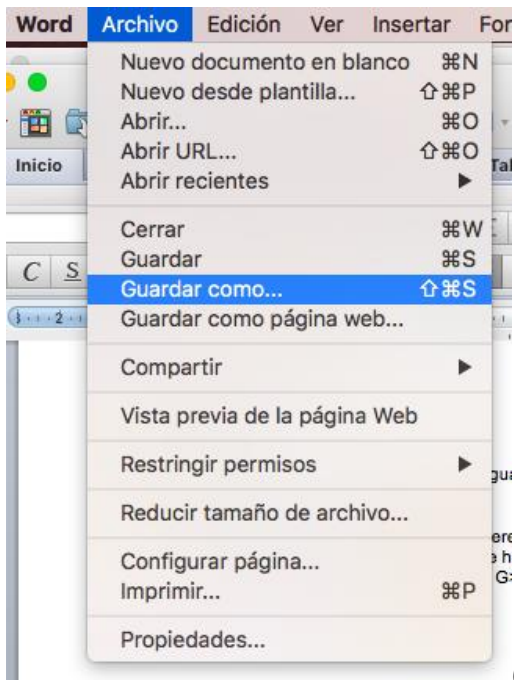 Word Archivo Edición Ver Insertar
Nuevo documento en blanco ⌘N
Nuevo desde plantilla... ⇧⌘P
Abrir... ⌘O
Inicio
Abrir URL... ⇧⌘O
Abrir recientes ▶
Cerrar ⌘W
Guardar ⌘S
C S
Guardar como... ⇧⌘S
2
Guardar como página web...
Compartir ▶
Vista previa de la página Web
Restringir permisos ▶
Reducir tamaño de archivo...
Configurar página...
Imprimir... ⌘P
Propiedades...